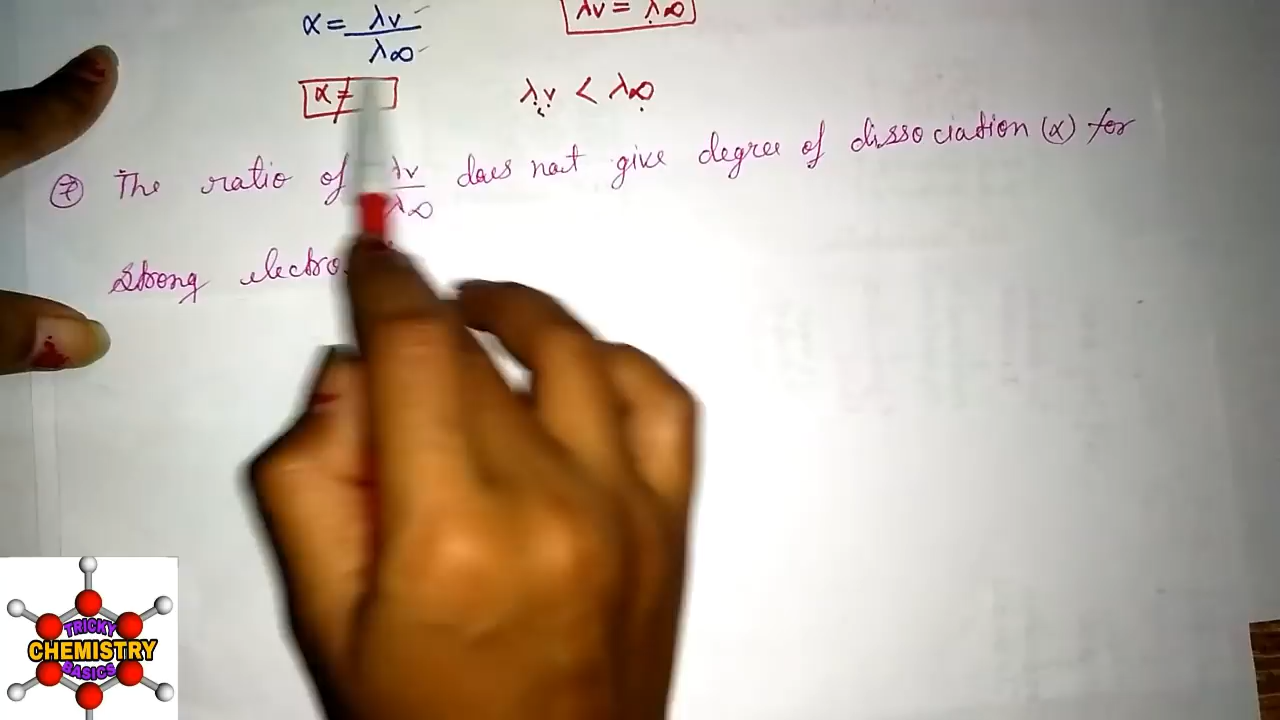 α = λv / λ∞
λv = λ∞
α ≠
λv < λ∞
⑦ The ratio of λv / λ∞ does not give degree of dissociation (α) for
strong electro
TRICKY
CHEMISTRY
BASICS